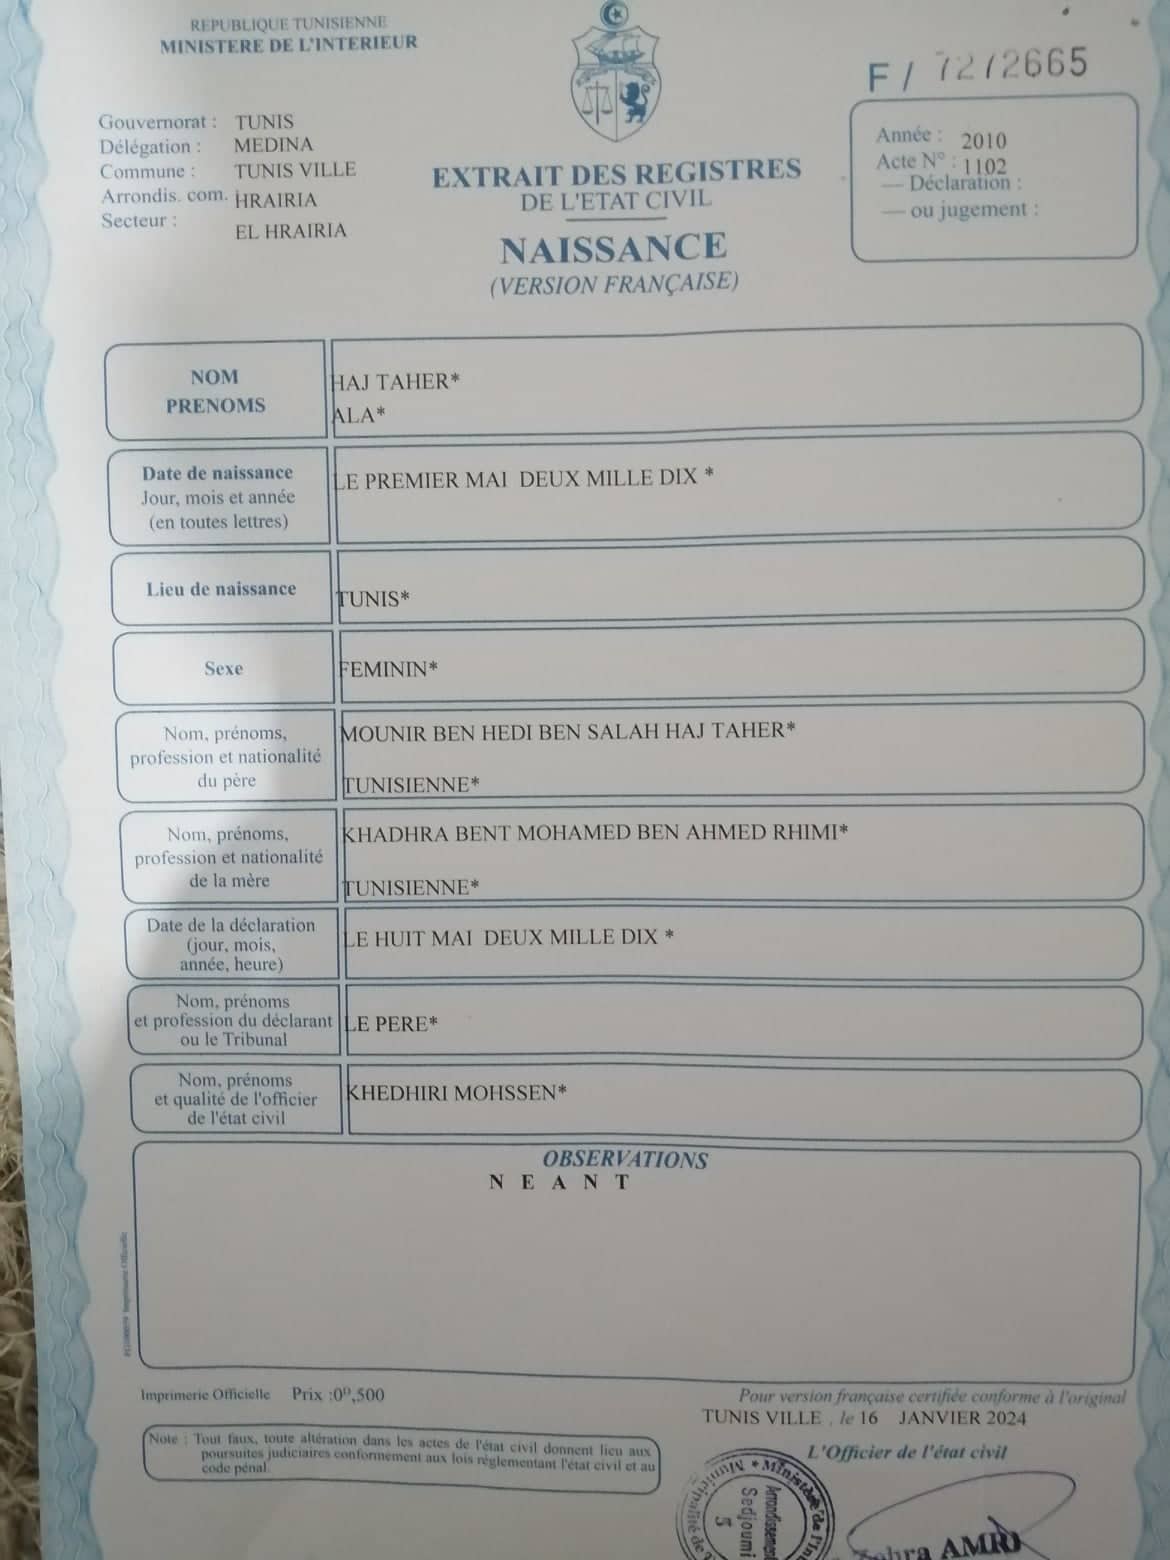 REPUBLIQUE TUNISIENNE
MINISTERE DE L'INTERIEUR
F / 7272665
Gouvernorat : TUNIS
Délégation : MEDINA
Commune : TUNIS VILLE
Arrondis. com. HRAIRIA
Secteur : EL HRAIRIA
EXTRAIT DES REGISTRES
DE L'ETAT CIVIL
NAISSANCE
(VERSION FRANÇAISE)
Année : 2010
Acte N° : 1102
— Déclaration :
— ou jugement :
NOM HAJ TAHER*
PRENOMS ALA*
Date de naissance
Jour, mois et année
(en toutes lettres)
LE PREMIER MAI DEUX MILLE DIX *
Lieu de naissance
TUNIS*
Sexe
FEMININ*
Nom, prénoms,
profession et nationalité
du père
MOUNIR BEN HEDI BEN SALAH HAJ TAHER*
TUNISIENNE*
Nom, prénoms,
profession et nationalité
de la mère
KHADHRA BENT MOHAMED BEN AHMED RHIMI*
TUNISIENNE*
Date de la déclaration
(jour, mois,
année, heure)
LE HUIT MAI DEUX MILLE DIX *
Nom, prénoms
et profession du déclarant
ou le Tribunal
LE PERE*
Nom, prénoms
et qualité de l'officier
de l'état civil
KHEDHIRI MOHSSEN*
OBSERVATIONS
N E A N T
Imprimerie Officielle
Imprimerie Officielle Prix :0ᴰ,500
Pour version française certifiée conforme à l'original
TUNIS VILLE , le 16 JANVIER 2024
L'Officier de l'état civil
Note : Tout faux, toute altération dans les actes de l'état civil donnent lieu aux
poursuites judiciaires conformement aux lois réglementant l'état civil et au
code pénal.
Arrondissement
Sedjoumi
5
AMRI